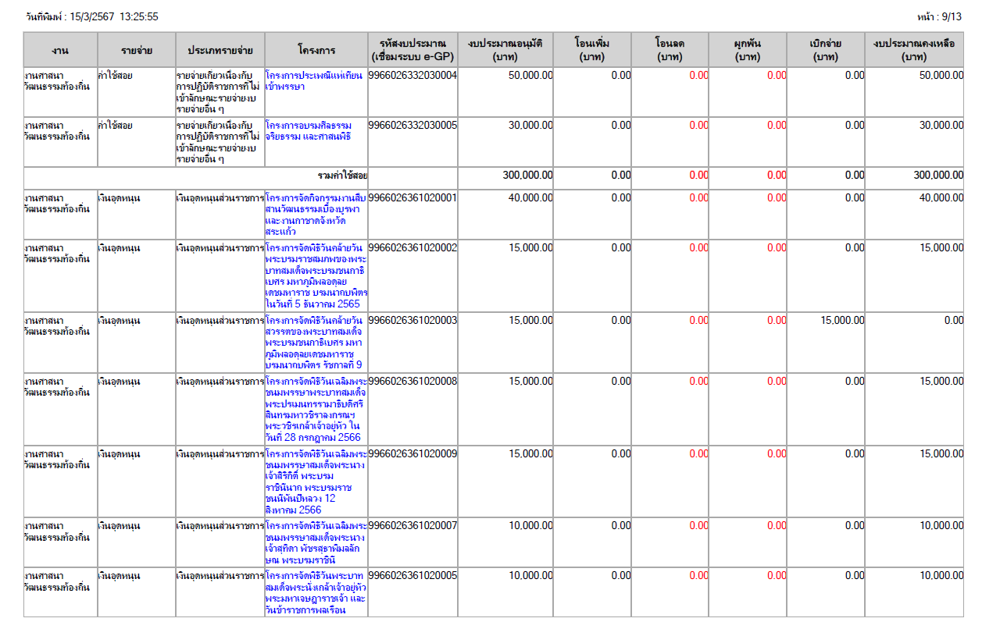 วันที่พิมพ์ : 15/3/2567 13:25:55
หน้า : 9/13
งาน รายจ่าย ประเภทรายจ่าย โครงการ รหัสงบประมาณ งบประมาณอนุมัติ โอนเพิ่ม โอนลด ผูกพัน เบิกจ่าย งบประมาณคงเหลือ
(เชื่อมระบบ e-GP) (บาท) (บาท) (บาท) (บาท) (บาท) (บาท)
งานศาสนา ค่าใช้สอย รายจ่ายเกี่ยวเนื่องกับ โครงการประเพณีแห่เทียน 9966026332030004 50,000.00 0.00 0.00 0.00 0.00 50,000.00
วัฒนธรรมท้องถิ่น การปฏิบัติราชการที่ไม่ เข้าพรรษา
เข้าลักษณะรายจ่ายงบ
รายจ่ายอื่น ๆ
งานศาสนา ค่าใช้สอย รายจ่ายเกี่ยวเนื่องกับ โครงการอบรมศีลธรรม 9966026332030005 30,000.00 0.00 0.00 0.00 0.00 30,000.00
วัฒนธรรมท้องถิ่น การปฏิบัติราชการที่ไม่ จริยธรรม และศาสนพิธี
เข้าลักษณะรายจ่ายงบ
รายจ่ายอื่น ๆ
รวมค่าใช้สอย 300,000.00 0.00 0.00 0.00 0.00 300,000.00
งานศาสนา เงินอุดหนุน เงินอุดหนุนส่วนราชการ โครงการจัดกิจกรรมงานสืบ 9966026361020001 40,000.00 0.00 0.00 0.00 0.00 40,000.00
วัฒนธรรมท้องถิ่น สานวัฒนธรรมเบื้องบูรพา
และงานกาชาดจังหวัด
สระแก้ว
งานศาสนา เงินอุดหนุน เงินอุดหนุนส่วนราชการ โครงการจัดพิธีวันคล้ายวัน 9966026361020002 15,000.00 0.00 0.00 0.00 0.00 15,000.00
วัฒนธรรมท้องถิ่น พระบรมราชสมภพของพระ
บาทสมเด็จพระบรมชนกาธิ
เบศร มหาภูมิพลอดุลย
เดชมหาราช บรมนาถบพิตร
ในวันที่ 5 ธันวาคม 2565
งานศาสนา เงินอุดหนุน เงินอุดหนุนส่วนราชการ โครงการจัดพิธีวันคล้ายวัน 9966026361020003 15,000.00 0.00 0.00 0.00 15,000.00 0.00
วัฒนธรรมท้องถิ่น สวรรตของพระบาทสมเด็จ
พระบรมชนกาธิเบศร มหา
ภูมิพลอดุลยเดชมหาราช
บรมนาถบพิตร รัชกาลที่ 9
งานศาสนา เงินอุดหนุน เงินอุดหนุนส่วนราชการ โครงการจัดพิธีวันเฉลิมพระ 9966026361020008 15,000.00 0.00 0.00 0.00 0.00 15,000.00
วัฒนธรรมท้องถิ่น ชนมพรรษาพระบาทสมเด็จ
พระปรเมนทรรามาธิบดีศรี
สินทรมหาวชิราลงกรณฯ
พระวชิรเกล้าเจ้าอยู่หัว ใน
วันที่ 28 กรกฎาคม 2566
งานศาสนา เงินอุดหนุน เงินอุดหนุนส่วนราชการ โครงการจัดพิธีวันเฉลิมพระ 9966026361020009 15,000.00 0.00 0.00 0.00 0.00 15,000.00
วัฒนธรรมท้องถิ่น ชนมพรรษาสมเด็จพระนาง
เจ้าสิริกิติ์ พระบรม
ราชินีนาถ พระบรมราช
ชนนีพันปีหลวง 12
สิงหาคม 2566
งานศาสนา เงินอุดหนุน เงินอุดหนุนส่วนราชการ โครงการจัดพิธีวันเฉลิมพระ 9966026361020007 10,000.00 0.00 0.00 0.00 0.00 10,000.00
วัฒนธรรมท้องถิ่น ชนมพรรษาสมเด็จพระนาง
เจ้าสุทิดา พัชรสุธาพิมลลัก
ษณ พระบรมราชินี
งานศาสนา เงินอุดหนุน เงินอุดหนุนส่วนราชการ โครงการจัดพิธีวันพระบาท 9966026361020005 10,000.00 0.00 0.00 0.00 0.00 10,000.00
วัฒนธรรมท้องถิ่น สมเด็จพระนั่งเกล้าเจ้าอยู่หัว
พระมหาเจษฎาราชเจ้า และ
วันข้าราชการพลเรือน